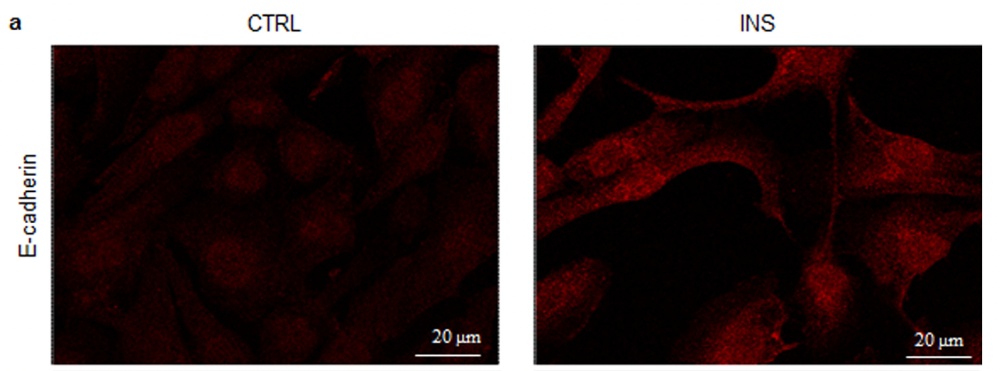 a
CTRL
INS
E-cadherin
20 µm
20 µm